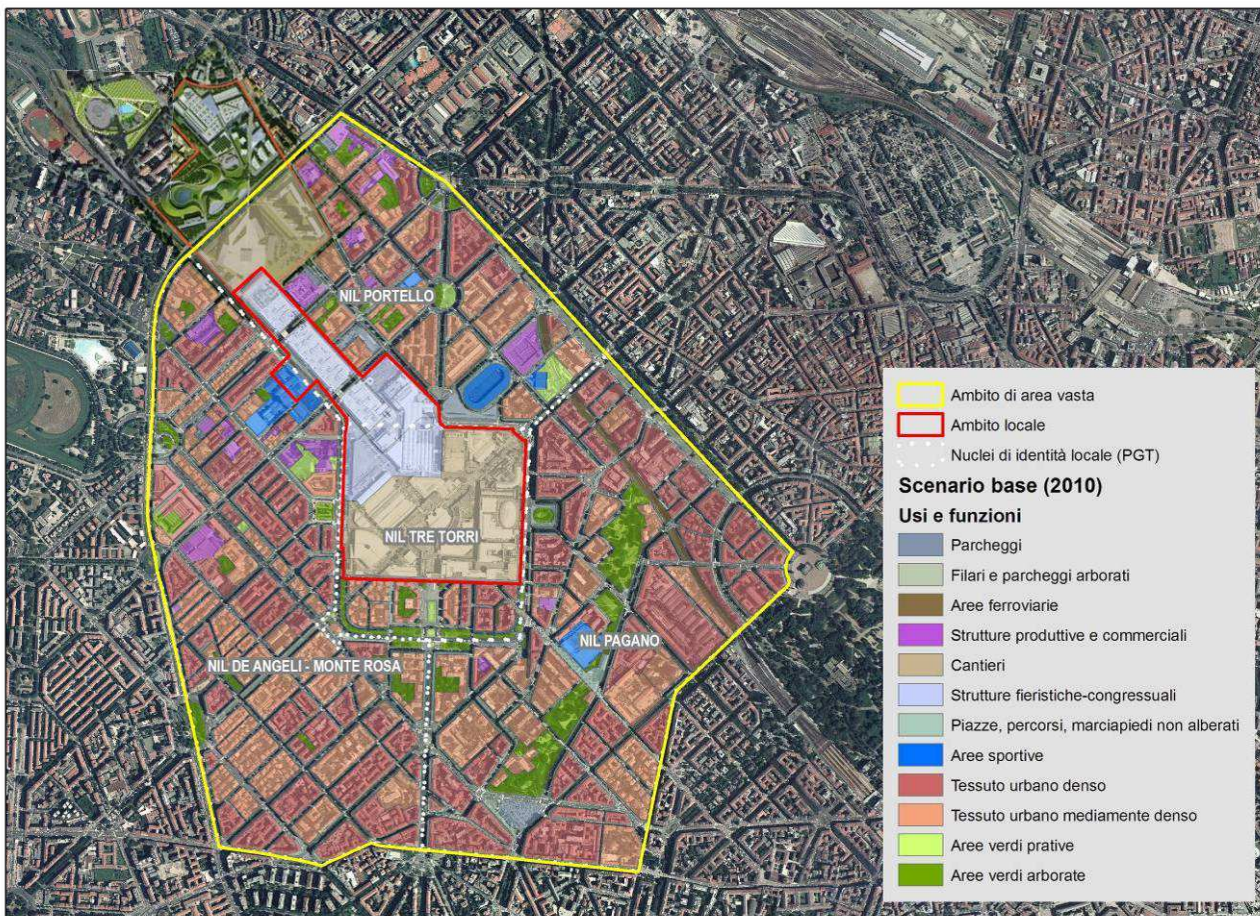 NIL PORTELLO
NIL TRE TORRI
NIL PAGANO
NIL DE ANGELI - MONTE ROSA
Ambito di area vasta
Ambito locale
Nuclei di identità locale (PGT)
Scenario base (2010)
Usi e funzioni
Parcheggi
Filari e parcheggi arborati
Aree ferroviarie
Strutture produttive e commerciali
Cantieri
Strutture fieristiche-congressuali
Piazze, percorsi, marciapiedi non alberati
Aree sportive
Tessuto urbano denso
Tessuto urbano mediamente denso
Aree verdi prative
Aree verdi arborate